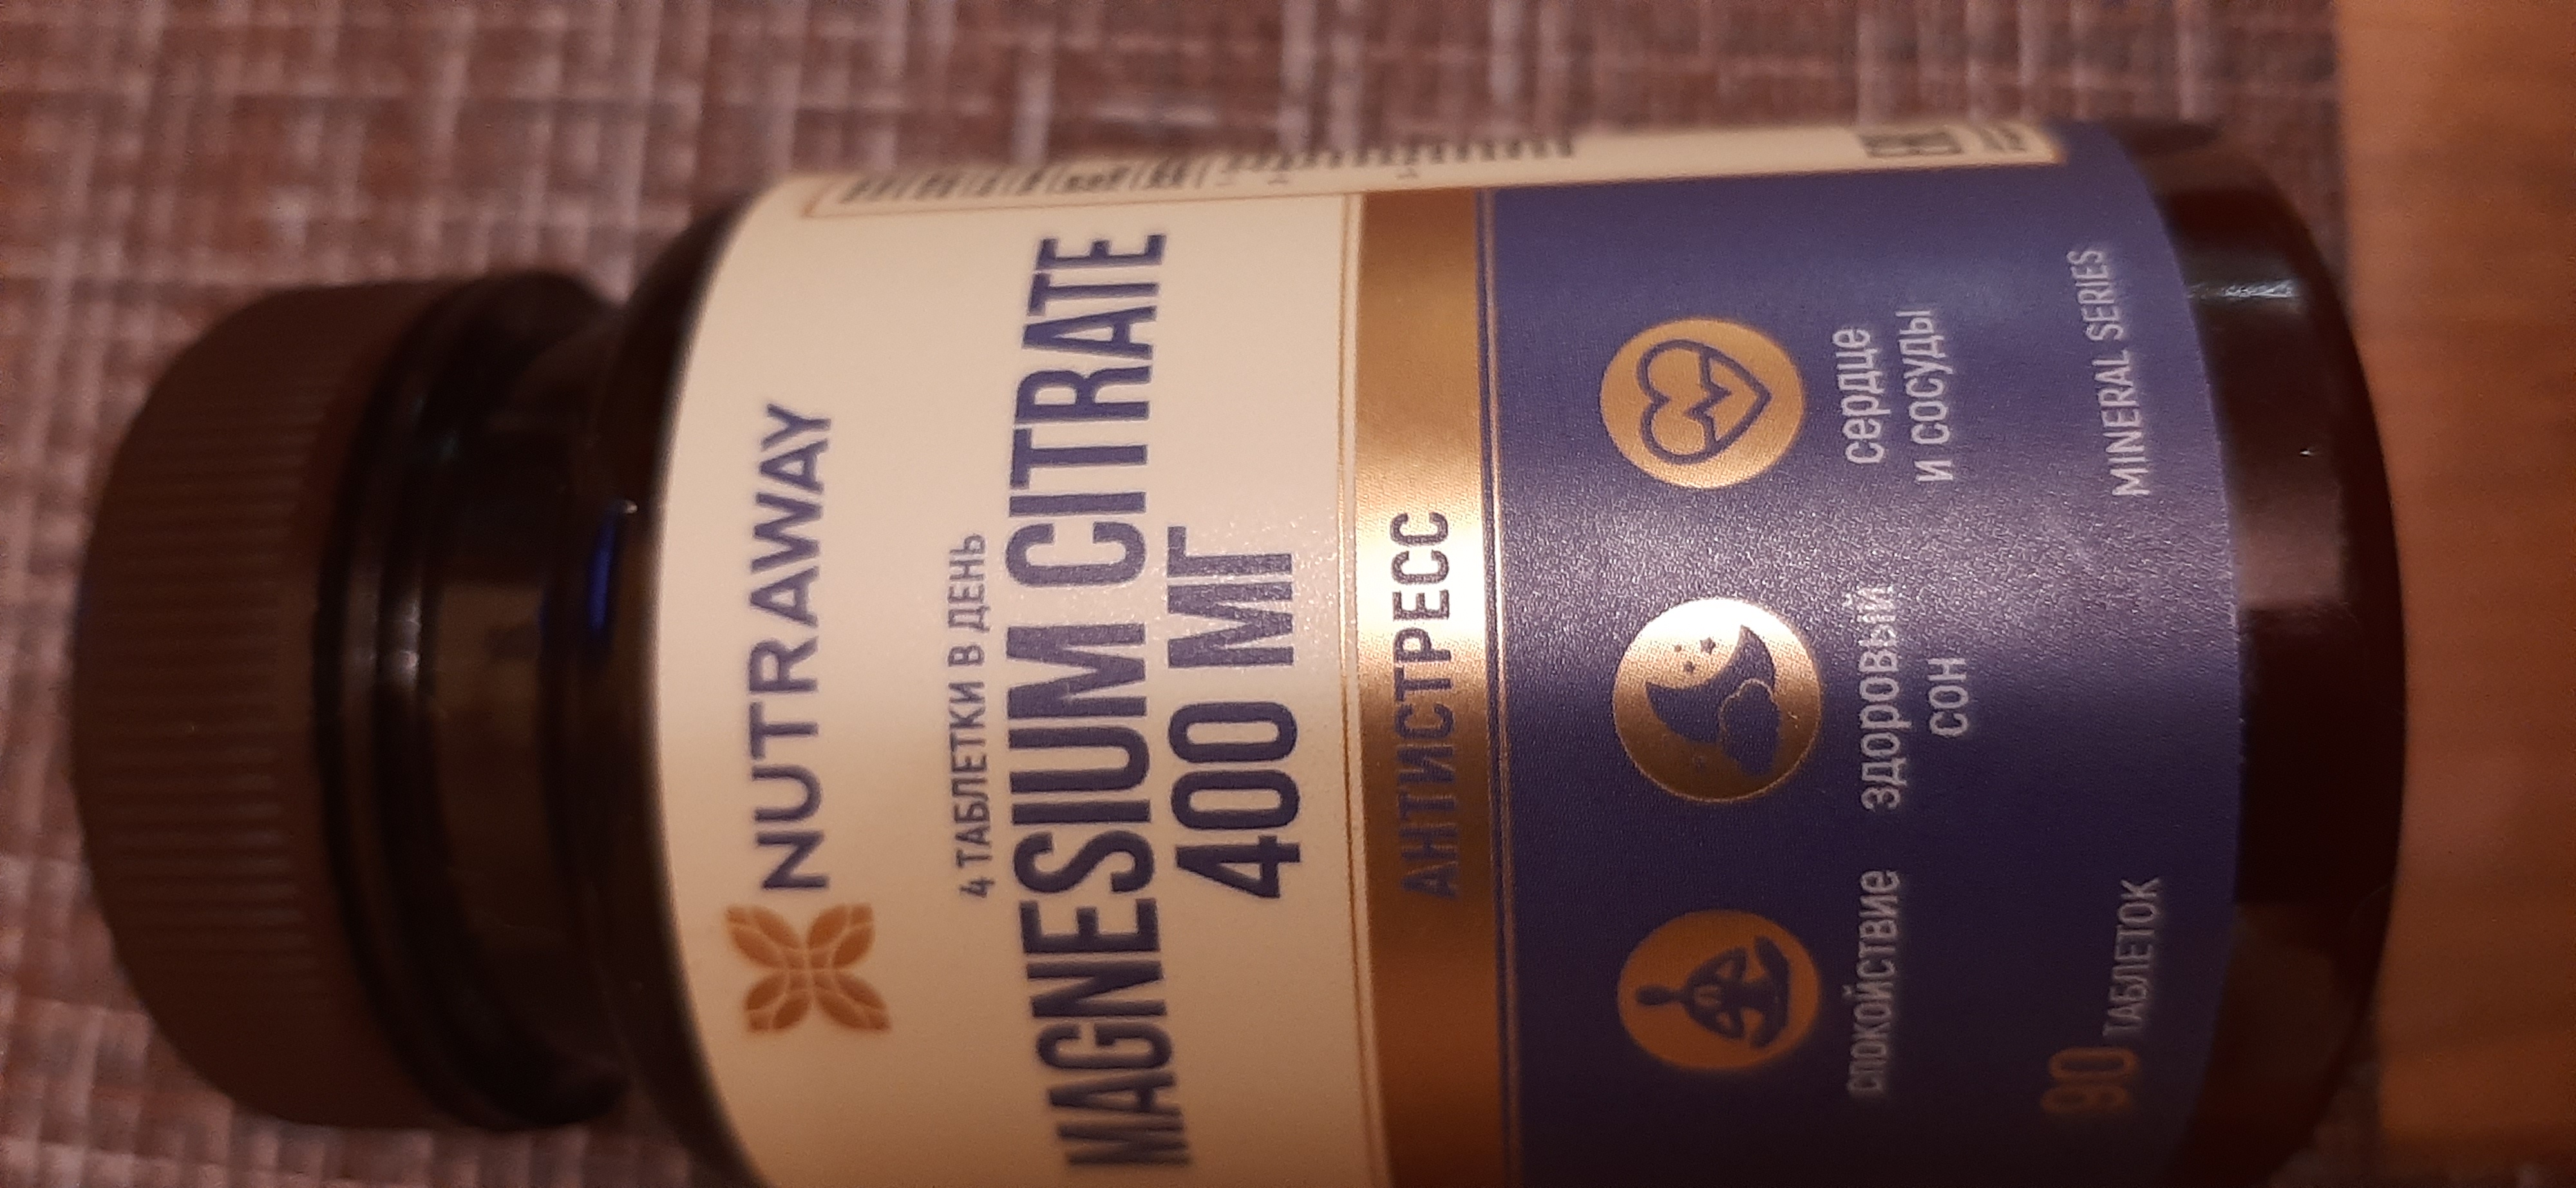 NUTRAWAY
4 ТАБЛЕТКИ В ДЕНЬ
MAGNESIUM CITRATE
400 МГ
АНТИСТРЕСС
спокойствие
здоровый
сон
сердце
и сосуды
90 ТАБЛЕТОК
MINERAL SERIES